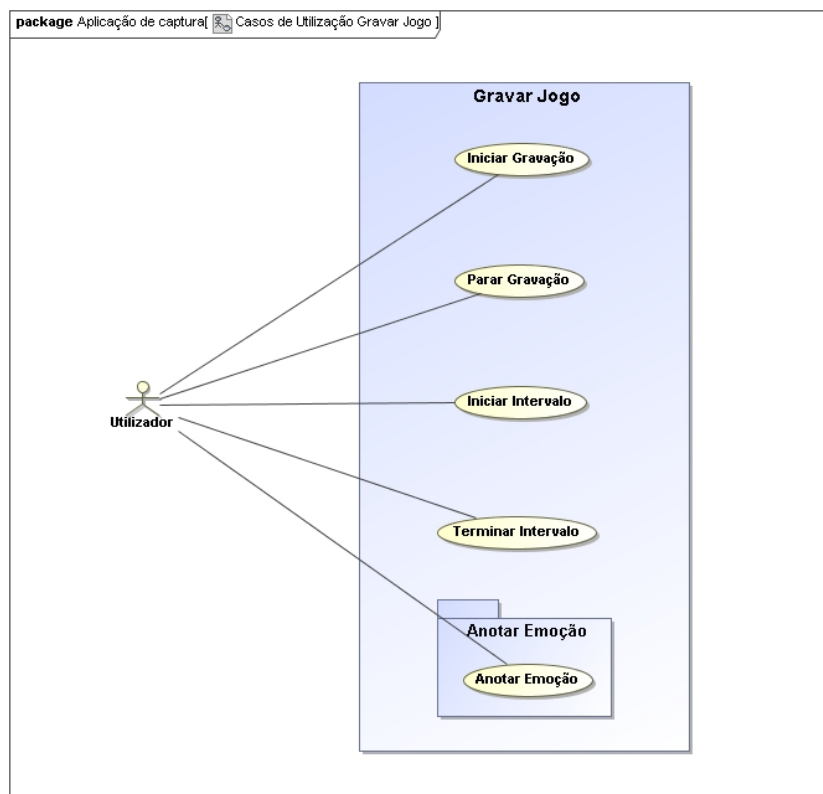 package Aplicação de captura[ Casos de Utilização Gravar Jogo ]
Gravar Jogo
Iniciar Gravação
Parar Gravação
Iniciar Intervalo
Utilizador
Terminar Intervalo
Anotar Emoção
Anotar Emoção